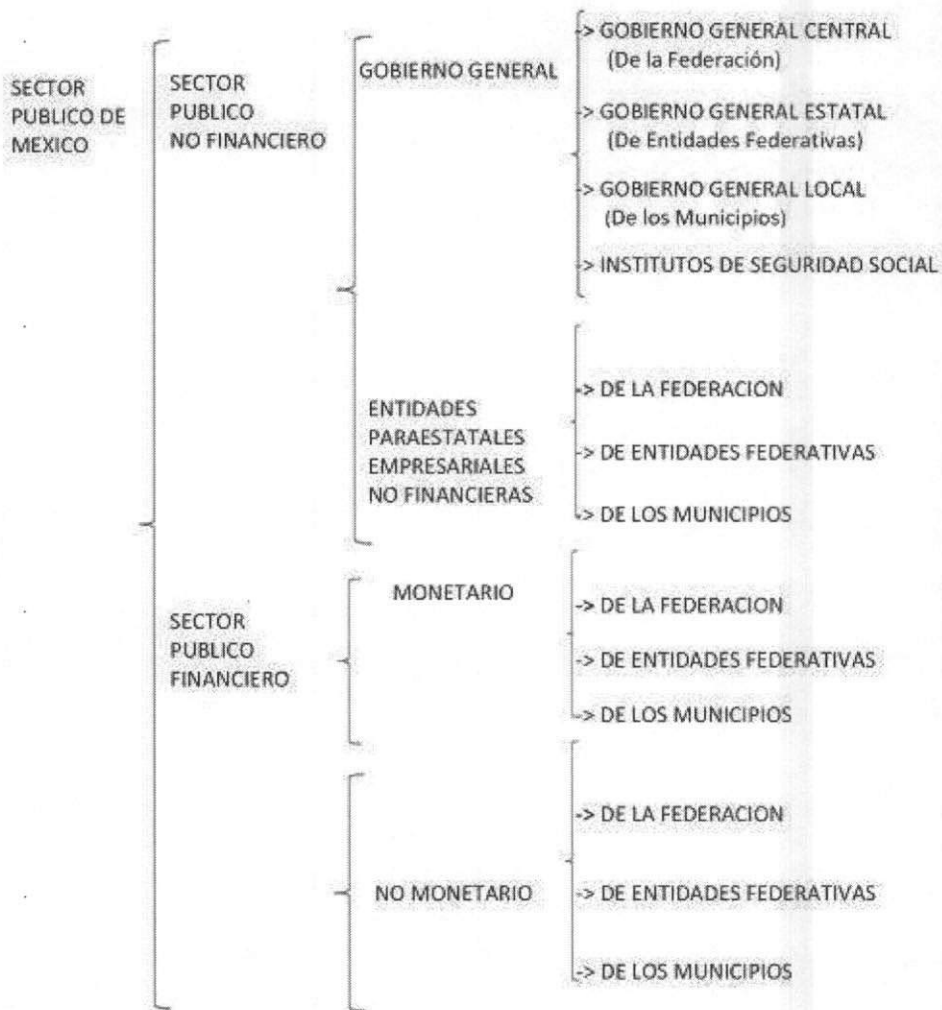 SECTOR
PUBLICO DE
MEXICO
SECTOR
PUBLICO
NO FINANCIERO
GOBIERNO GENERAL
-> GOBIERNO GENERAL CENTRAL
(De la Federación)
-> GOBIERNO GENERAL ESTATAL
(De Entidades Federativas)
-> GOBIERNO GENERAL LOCAL
(De los Municipios)
-> INSTITUTOS DE SEGURIDAD SOCIAL
ENTIDADES
PARAESTATALES
EMPRESARIALES
NO FINANCIERAS
-> DE LA FEDERACION
-> DE ENTIDADES FEDERATIVAS
-> DE LOS MUNICIPIOS
SECTOR
PUBLICO
FINANCIERO
MONETARIO
-> DE LA FEDERACION
-> DE ENTIDADES FEDERATIVAS
-> DE LOS MUNICIPIOS
NO MONETARIO
-> DE LA FEDERACION
-> DE ENTIDADES FEDERATIVAS
-> DE LOS MUNICIPIOS